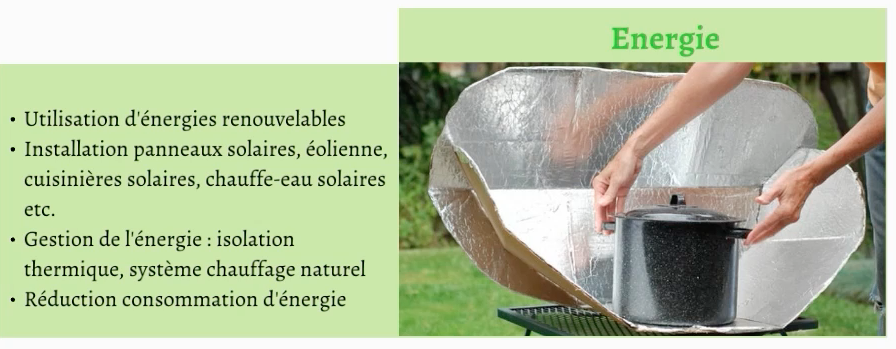 Energie
• Utilisation d'énergies renouvelables
• Installation panneaux solaires, éolienne,
cuisinières solaires, chauffe-eau solaires
etc.
• Gestion de l'énergie : isolation
thermique, système chauffage naturel
• Réduction consommation d'énergie